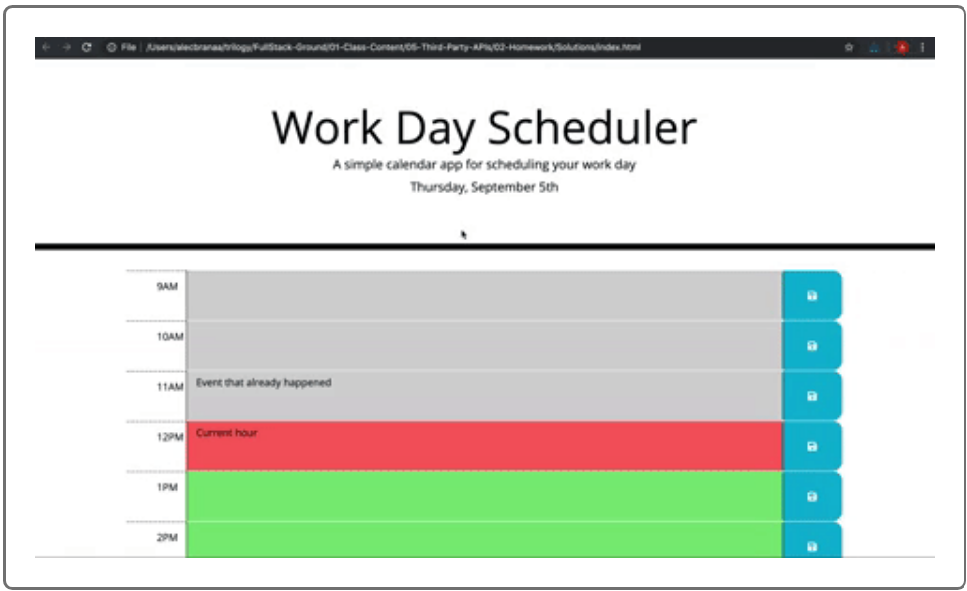 File /Users/alecbranaa/trilogy/FullStack-Ground/01-Class-Content/05-Third-Party-APIs/02-Homework/Solutions/index.html
Work Day Scheduler
A simple calendar app for scheduling your work day
Thursday, September 5th
9AM
10AM
11AM Event that already happened
12PM Current hour
1PM
2PM